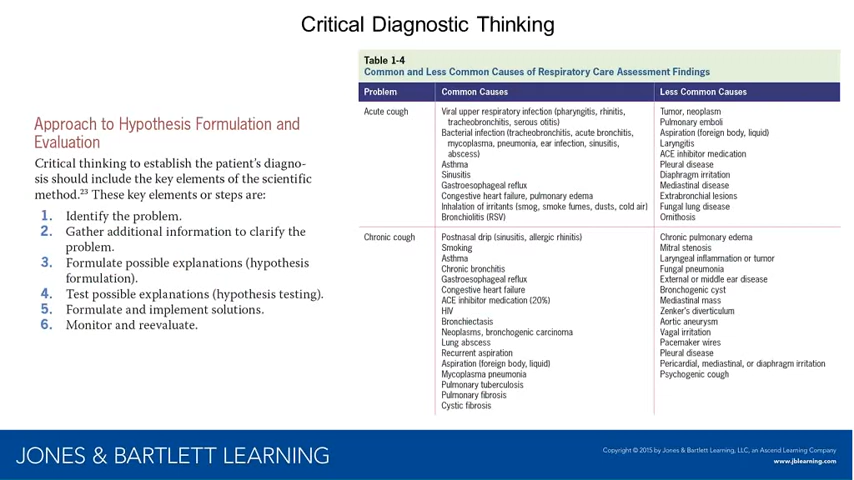 Critical Diagnostic Thinking
Approach to Hypothesis Formulation and
Evaluation
Critical thinking to establish the patient's diagno-
sis should include the key elements of the scientific
method.23 These key elements or steps are:
1. Identify the problem.
2. Gather additional information to clarify the
problem.
3. Formulate possible explanations (hypothesis
formulation).
4. Test possible explanations (hypothesis testing).
5. Formulate and implement solutions.
6. Monitor and reevaluate.
Table 1-4
Common and Less Common Causes of Respiratory Care Assessment Findings
Problem Common Causes Less Common Causes
Acute cough
Viral upper respiratory infection (pharyngitis, rhinitis,
tracheobronchitis, serous otitis)
Bacterial infection (tracheobronchitis, acute bronchitis,
mycoplasma, pneumonia, ear infection, sinusitis,
abscess)
Asthma
Sinusitis
Gastroesophageal reflux
Congestive heart failure, pulmonary edema
Inhalation of irritants (smog, smoke fumes, dusts, cold air)
Bronchiolitis (RSV)
Tumor, neoplasm
Pulmonary emboli
Aspiration (foreign body, liquid)
Laryngitis
ACE inhibitor medication
Pleural disease
Diaphragm irritation
Mediastinal disease
Extrabronchial lesions
Fungal lung disease
Ornithosis
Chronic cough
Postnasal drip (sinusitis, allergic rhinitis)
Smoking
Asthma
Chronic bronchitis
Gastroesophageal reflux
Congestive heart failure
ACE inhibitor medication (20%)
HIV
Bronchiectasis
Neoplasms, bronchogenic carcinoma
Lung abscess
Recurrent aspiration
Aspiration (foreign body, liquid)
Mycoplasma pneumonia
Pulmonary tuberculosis
Pulmonary fibrosis
Cystic fibrosis
Chronic pulmonary edema
Mitral stenosis
Laryngeal inflammation or tumor
Fungal pneumonia
External or middle ear disease
Bronchogenic cyst
Mediastinal mass
Zenker's diverticulum
Aortic aneurysm
Vagal irritation
Pacemaker wires
Pleural disease
Pericardial, mediastinal, or diaphragm irritation
Psychogenic cough
JONES & BARTLETT LEARNING
Copyright © 2015 by Jones & Bartlett Learning, LLC, an Ascend Learning Company
www.jblearning.com